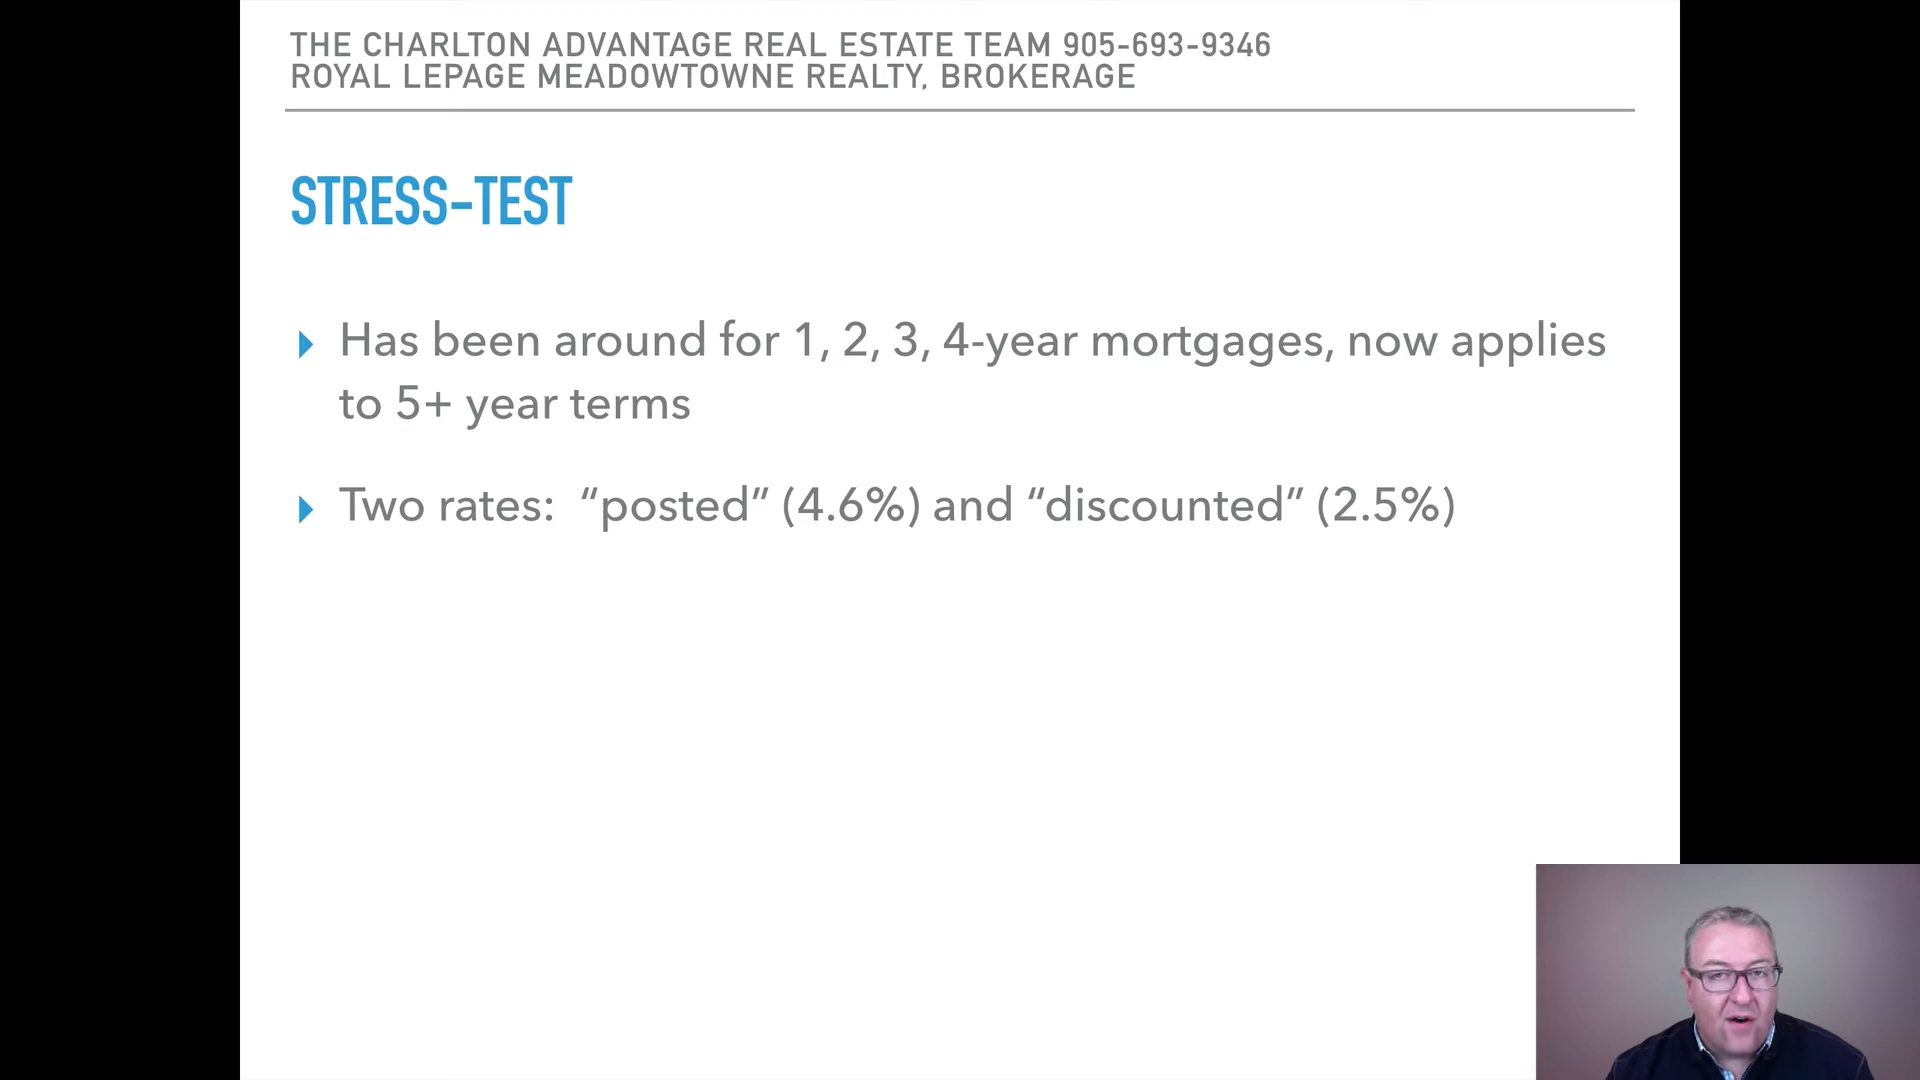 THE CHARLTON ADVANTAGE REAL ESTATE TEAM 905-693-9346
ROYAL LEPAGE MEADOWTOWNE REALTY, BROKERAGE
STRESS-TEST
Has been around for 1, 2, 3, 4-year mortgages, now applies
to 5+ year terms
Two rates:  “posted” (4.6%) and “discounted” (2.5%)